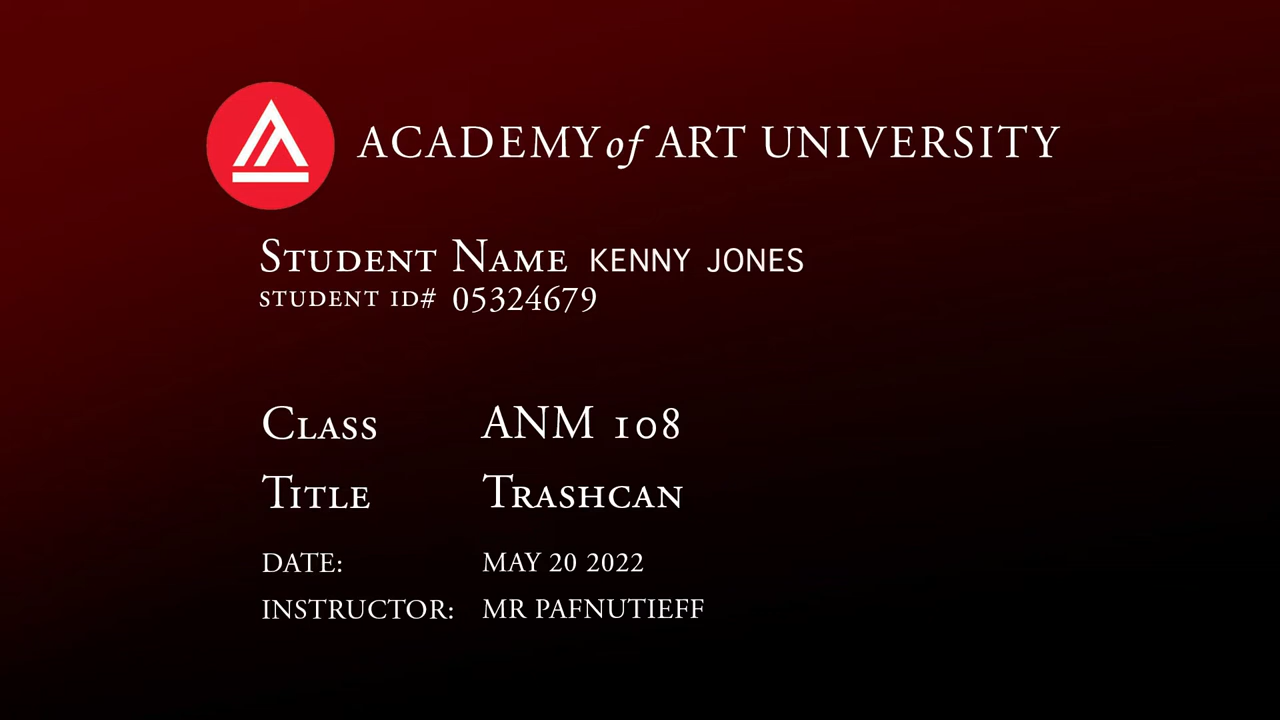 ACADEMY of ART UNIVERSITY
STUDENT NAME KENNY JONES
STUDENT ID# 05324679
CLASS ANM 108
TITLE TRASHCAN
DATE: MAY 20 2022
INSTRUCTOR: MR PAFNUTIEFF